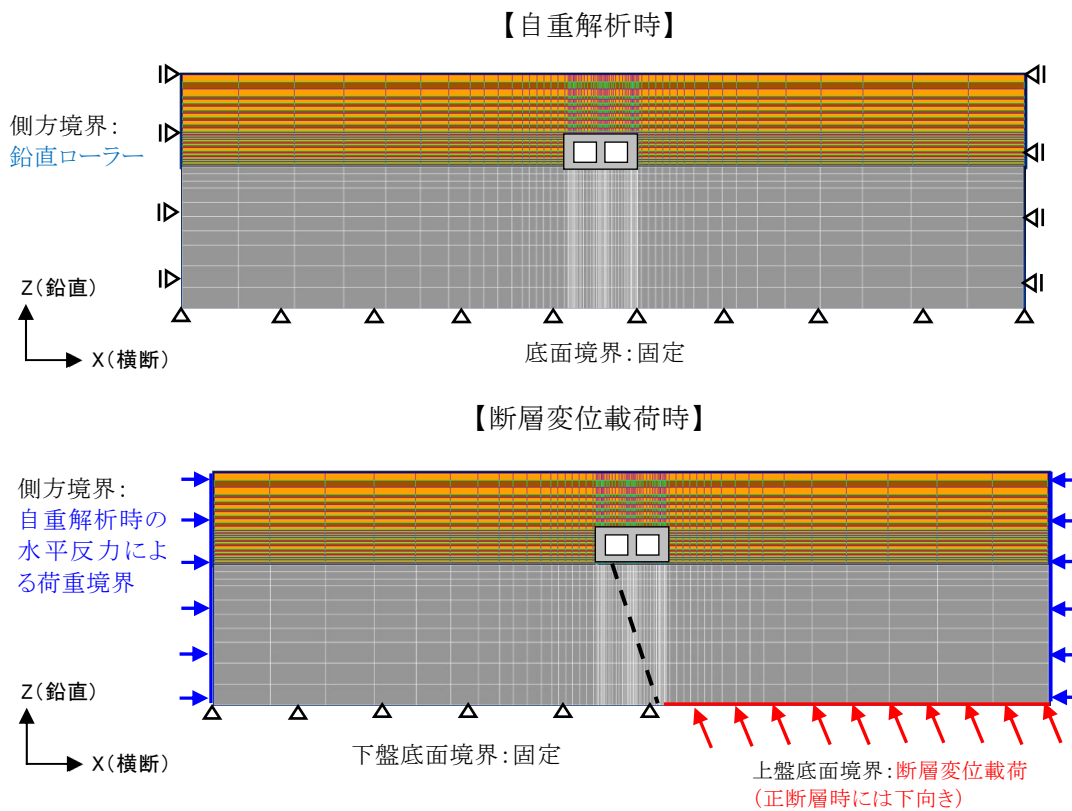 【自重解析時】
側方境界：
鉛直ローラー
Z（鉛直）
X（横断）
底面境界：固定
【断層変位載荷時】
側方境界：
自重解析時の
水平反力によ
る荷重境界
Z（鉛直）
X（横断）
下盤底面境界：固定
上盤底面境界：断層変位載荷
（正断層時には下向き）